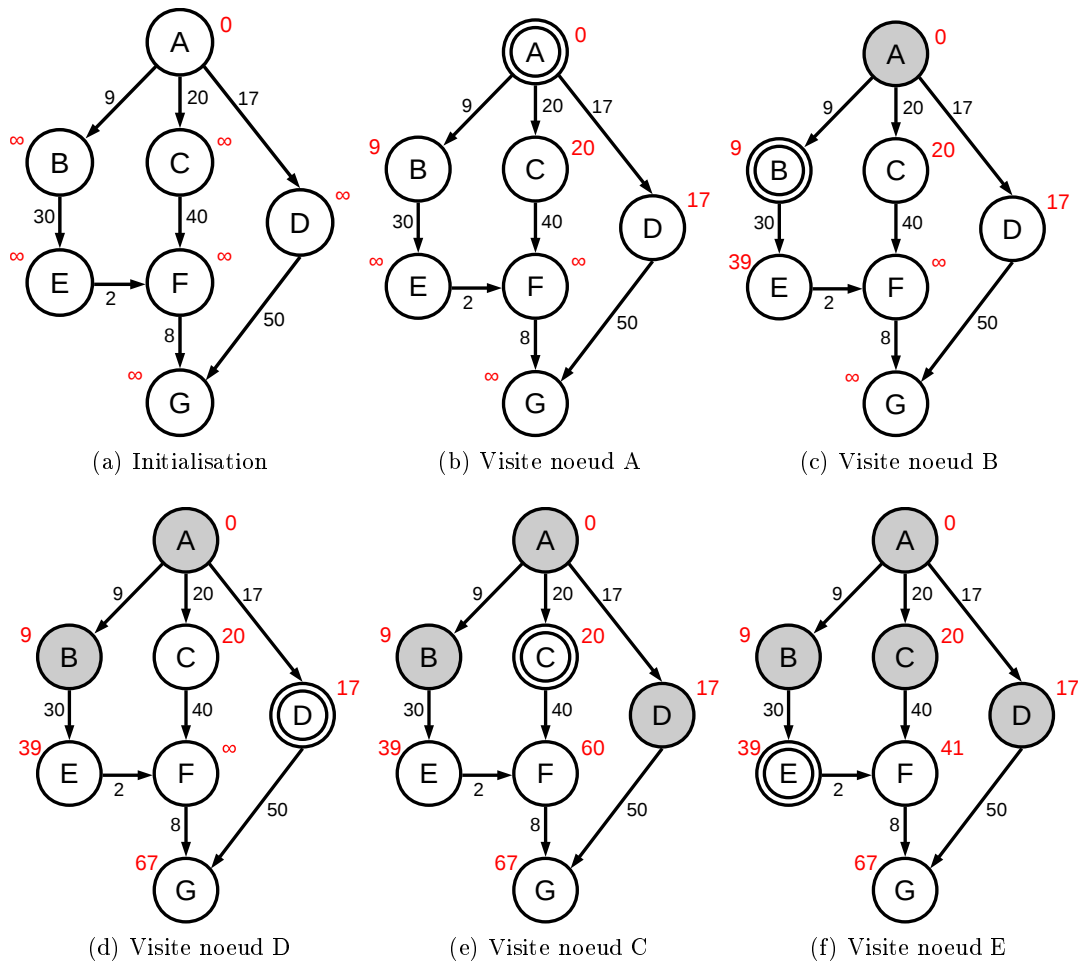 A 0
9 20 17
∞ B C ∞
D ∞
30 40
∞ E F ∞
2
8 50
∞ G
(a) Initialisation
A 0
9 20 17
9 B C 20
D 17
30 40
∞ E F ∞
2
8 50
∞ G
(b) Visite noeud A
A 0
9 20 17
9 B C 20
D 17
30 40
39 E F ∞
2
8 50
∞ G
(c) Visite noeud B
A 0
9 20 17
9 B C 20
D 17
30 40
39 E F ∞
2
8 50
67 G
(d) Visite noeud D
A 0
9 20 17
9 B C 20
D 17
30 40
39 E F 60
2
8 50
67 G
(e) Visite noeud C
A 0
9 20 17
9 B C 20
D 17
30 40
39 E F 41
2
8 50
67 G
(f) Visite noeud E